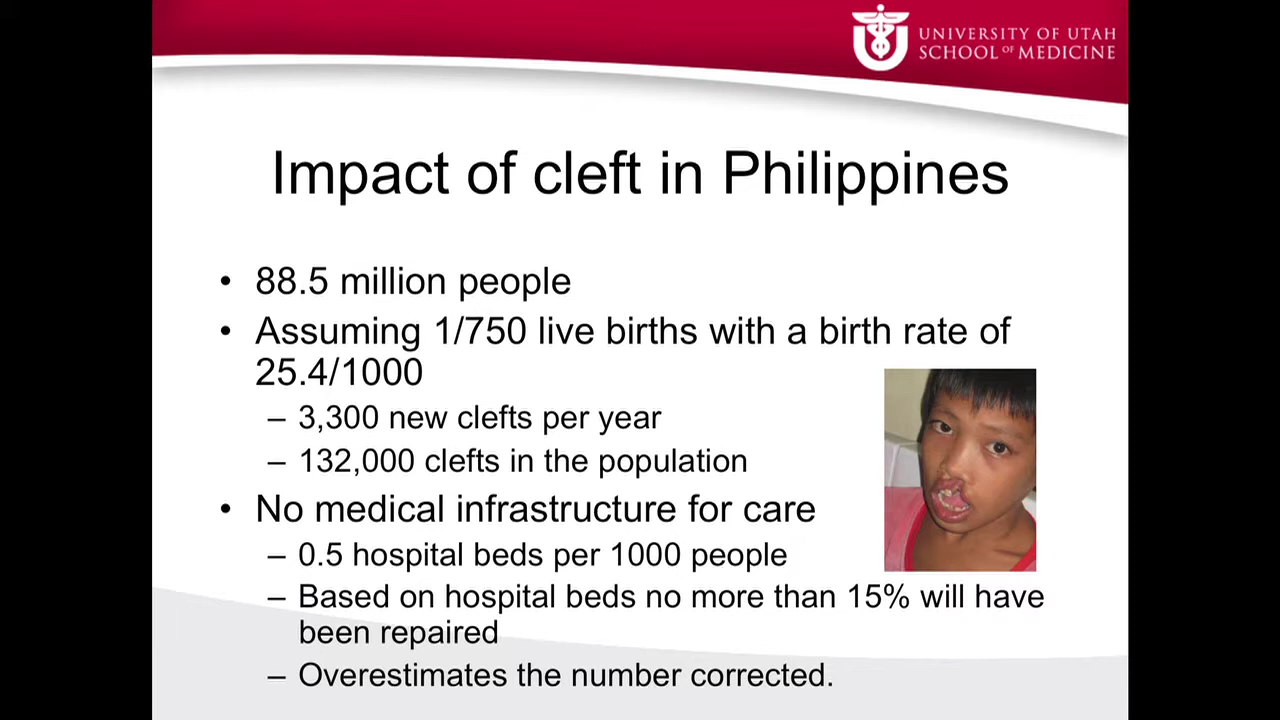 UNIVERSITY OF UTAH
SCHOOL OF MEDICINE
Impact of cleft in Philippines
• 88.5 million people
• Assuming 1/750 live births with a birth rate of
25.4/1000
– 3,300 new clefts per year
– 132,000 clefts in the population
• No medical infrastructure for care
– 0.5 hospital beds per 1000 people
– Based on hospital beds no more than 15% will have
been repaired
– Overestimates the number corrected.